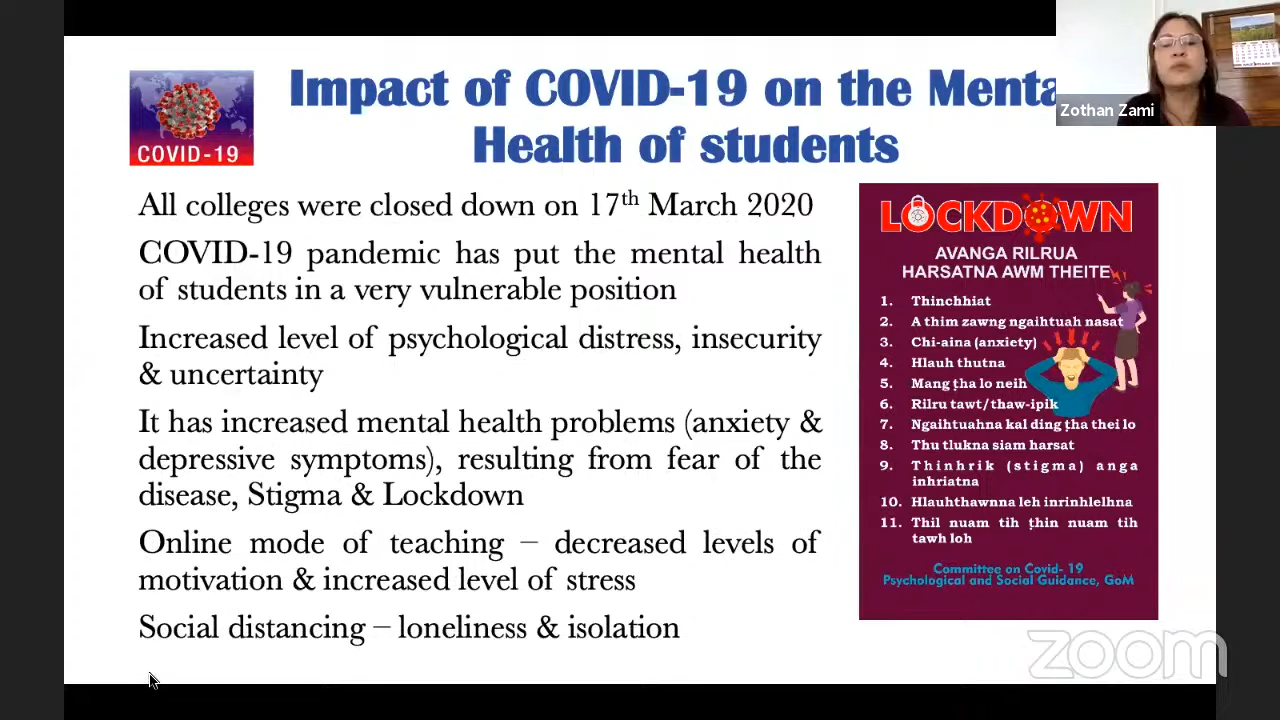 Impact of COVID-19 on the Menta
Health of students
COVID-19
Zothan Zami
All colleges were closed down on 17th March 2020
COVID-19 pandemic has put the mental health
of students in a very vulnerable position
Increased level of psychological distress, insecurity
& uncertainty
It has increased mental health problems (anxiety &
depressive symptoms), resulting from fear of the
disease, Stigma & Lockdown
Online mode of teaching – decreased levels of
motivation & increased level of stress
Social distancing – loneliness & isolation
LOCKDOWN
AVANGA RILRUA
HARSATNA AWM THEITE
1. Thinchhiat
2. A thim zawng ngaihtuah nasat
3. Chi-aina (anxiety)
4. Hlauh thutna
5. Mang ṭha lo neih
6. Rilru tawt/thaw-ipik
7. Ngaihtuahna kal ding ṭha thei lo
8. Thu tlukna siam harsat
9. Thinhrik (stigma) anga
inhriatna
10. Hlauhthawnna leh inrinhlelhna
11. Thil nuam tih ṭhin nuam tih
tawh loh
Committee on Covid- 19
Psychological and Social Guidance, GoM
zoom